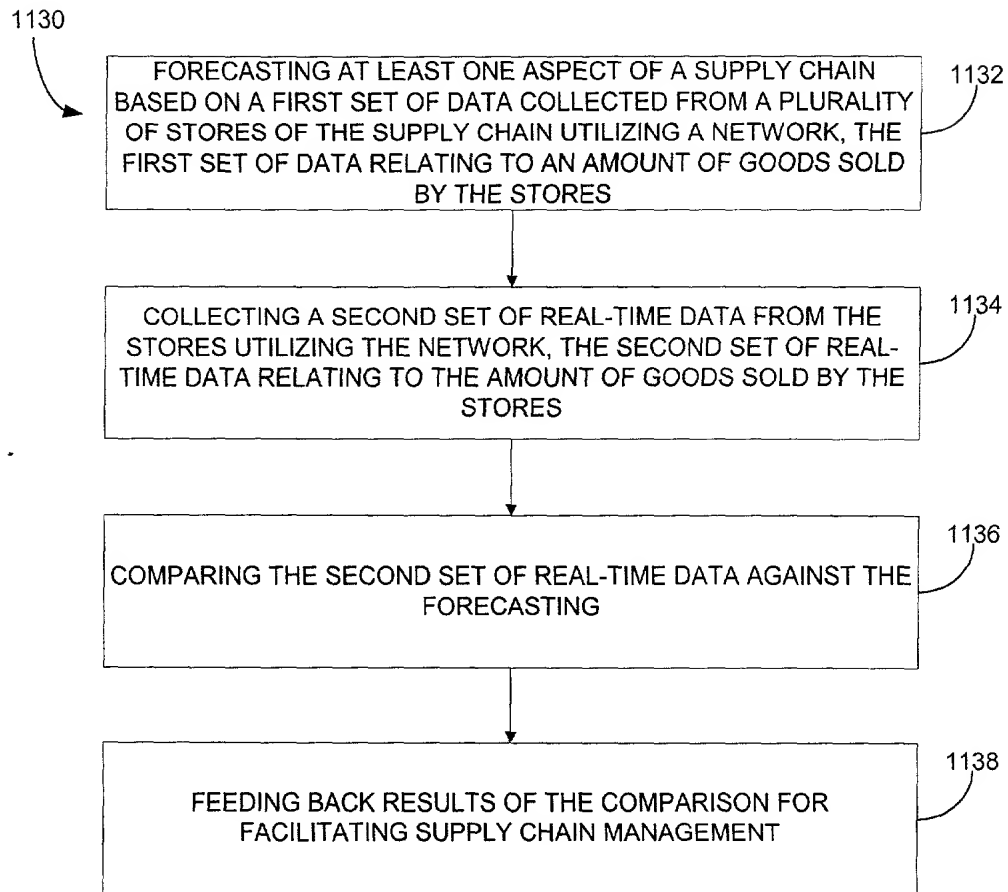 1130
FORECASTING AT LEAST ONE ASPECT OF A SUPPLY CHAIN
BASED ON A FIRST SET OF DATA COLLECTED FROM A PLURALITY
OF STORES OF THE SUPPLY CHAIN UTILIZING A NETWORK, THE
FIRST SET OF DATA RELATING TO AN AMOUNT OF GOODS SOLD
BY THE STORES
1132
COLLECTING A SECOND SET OF REAL-TIME DATA FROM THE
STORES UTILIZING THE NETWORK, THE SECOND SET OF REAL-
TIME DATA RELATING TO THE AMOUNT OF GOODS SOLD BY THE
STORES
1134
COMPARING THE SECOND SET OF REAL-TIME DATA AGAINST THE
FORECASTING
1136
FEEDING BACK RESULTS OF THE COMPARISON FOR
FACILITATING SUPPLY CHAIN MANAGEMENT
1138